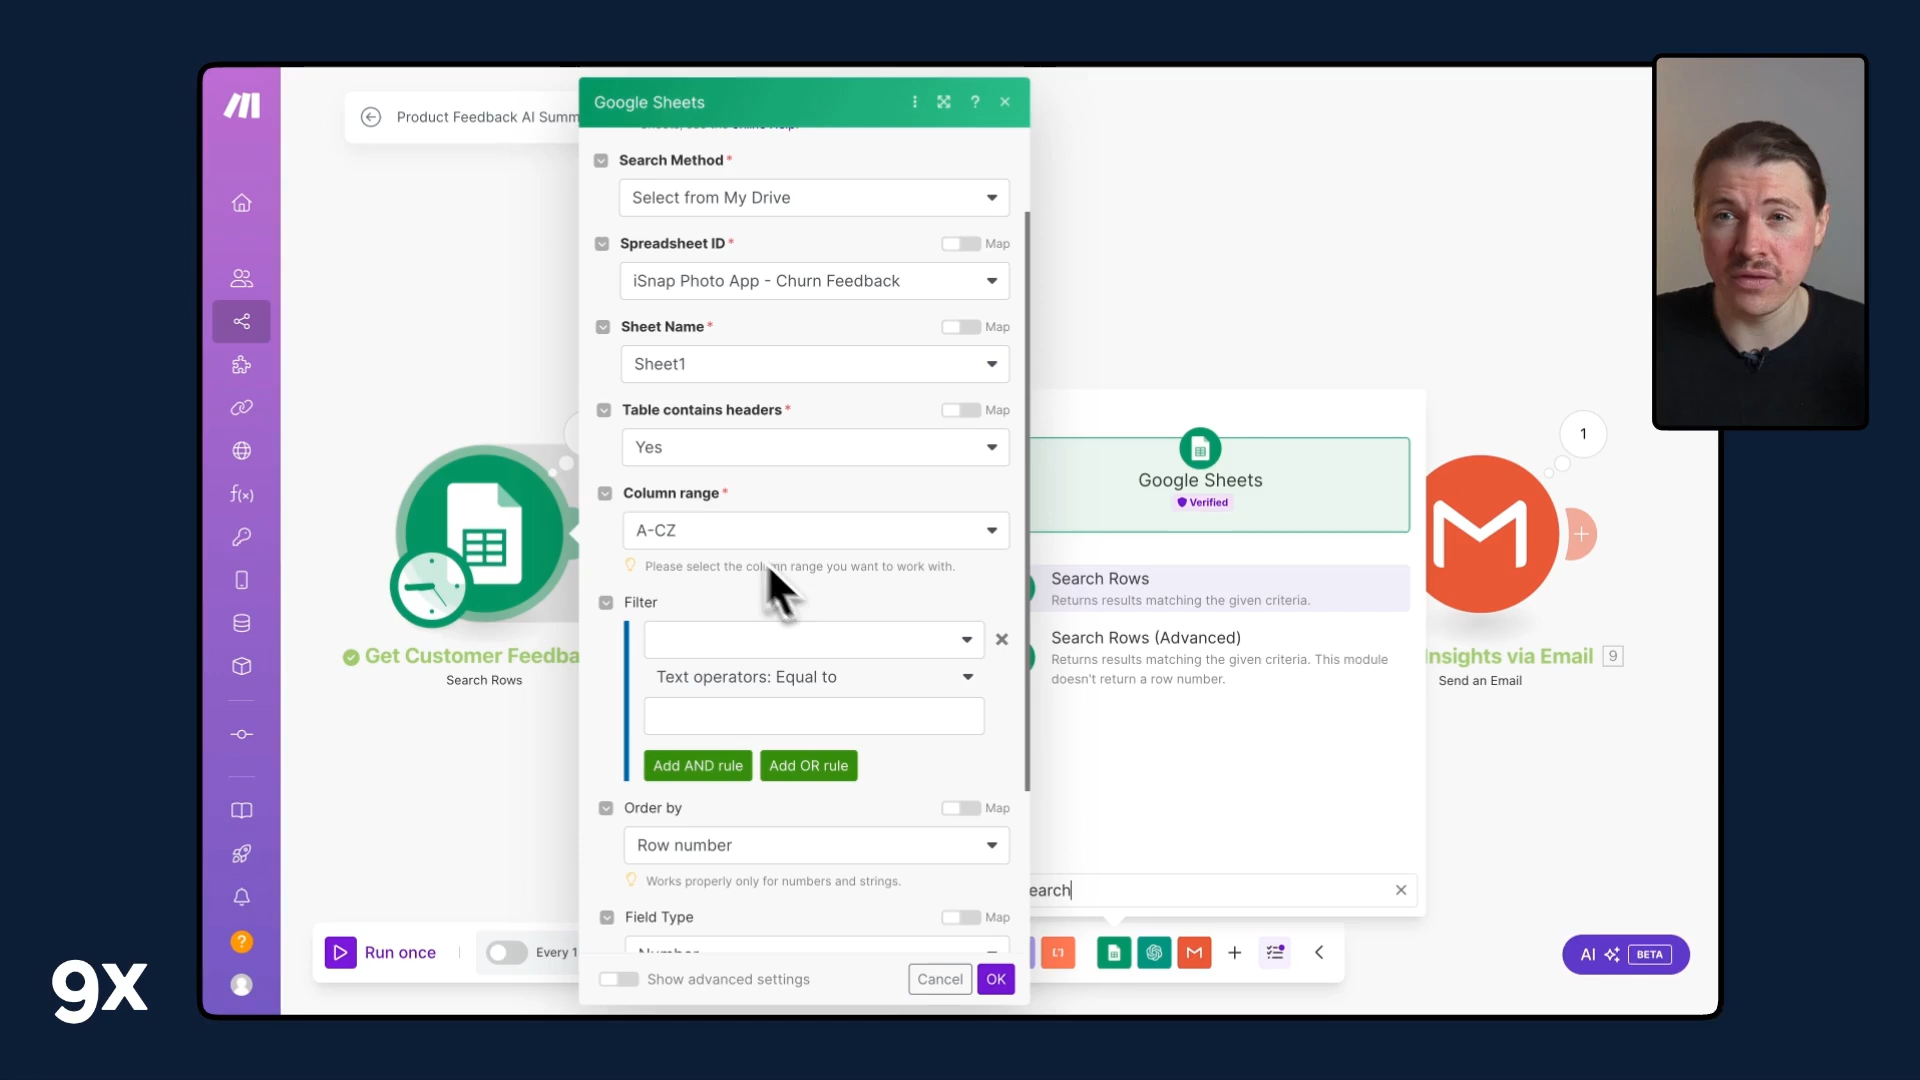 Product Feedback AI Summ
Google Sheets
?
Search Method *
Select from My Drive
Spreadsheet ID *
Map
iSnap Photo App - Churn Feedback
Sheet Name *
Map
Sheet1
Table contains headers *
Map
Yes
Column range *
A-CZ
Please select the column range you want to work with.
Filter
Text operators: Equal to
Add AND rule
Add OR rule
Order by
Map
Row number
Works properly only for numbers and strings.
Field Type
Map
Number
Show advanced settings
Cancel
OK
Get Customer Feedba
Search Rows
Google Sheets
Verified
Search Rows
Returns results matching the given criteria.
Search Rows (Advanced)
Returns results matching the given criteria. This module
doesn't return a row number.
earch
1
Insights via Email
9
Send an Email
f(x)
?
Run once
Every 1
AI
BETA
9x